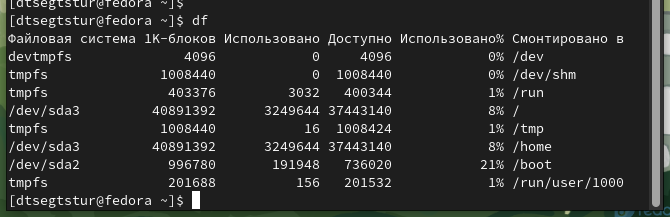 [dtsegtstur@fedora ~]$
[dtsegtstur@fedora ~]$ df
Файловая система 1K-блоков Использовано Доступно Использовано% Смонтировано в
devtmpfs 4096 0 4096 0% /dev
tmpfs 1008440 0 1008440 0% /dev/shm
tmpfs 403376 3032 400344 1% /run
/dev/sda3 40891392 3249644 37443140 8% /
tmpfs 1008440 16 1008424 1% /tmp
/dev/sda3 40891392 3249644 37443140 8% /home
/dev/sda2 996780 191948 736020 21% /boot
tmpfs 201688 156 201532 1% /run/user/1000
[dtsegtstur@fedora ~]$